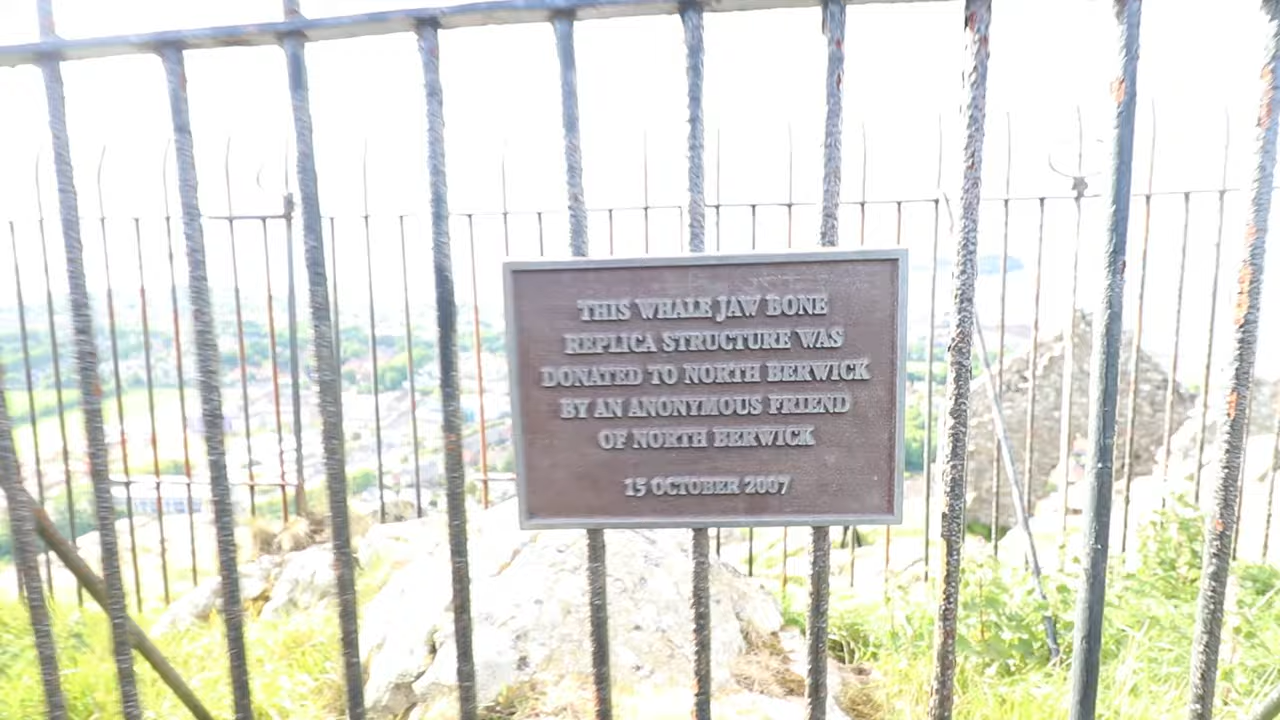 THIS WHALE JAW BONE
REPLICA STRUCTURE WAS
DONATED TO NORTH BERWICK
BY AN ANONYMOUS FRIEND
OF NORTH BERWICK
15 OCTOBER 2007